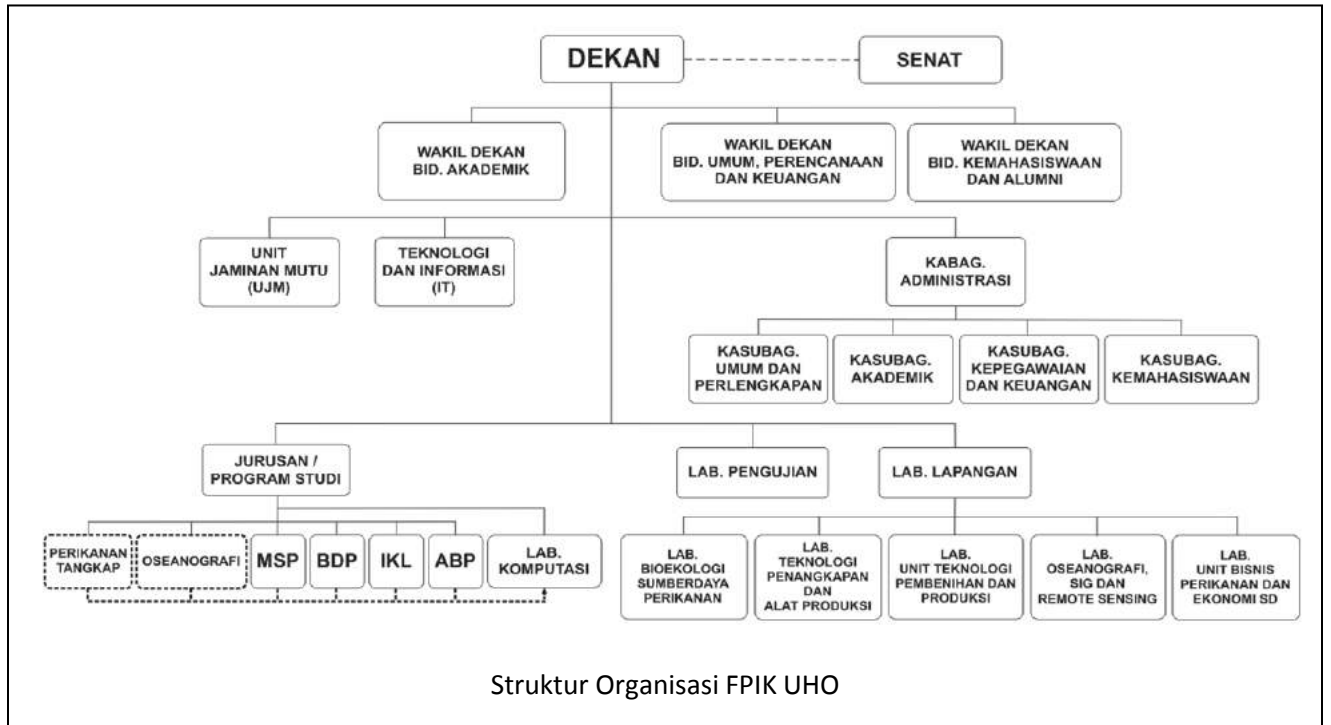 DEKAN
SENAT
WAKIL DEKAN
BID. AKADEMIK
WAKIL DEKAN
BID. UMUM, PERENCANAAN
DAN KEUANGAN
WAKIL DEKAN
BID. KEMAHASISWAAN
DAN ALUMNI
UNIT
JAMINAN MUTU
(UJM)
TEKNOLOGI
DAN INFORMASI
(IT)
KABAG.
ADMINISTRASI
KASUBAG.
UMUM DAN
PERLENGKAPAN
KASUBAG.
AKADEMIK
KASUBAG.
KEPEGAWAIAN
DAN KEUANGAN
KASUBAG.
KEMAHASISWAAN
JURUSAN /
PROGRAM STUDI
LAB. PENGUJIAN
LAB. LAPANGAN
PERIKANAN
TANGKAP
OSEANOGRAFI
MSP
BDP
IKL
ABP
LAB.
KOMPUTASI
LAB.
BIOEKOLOGI
SUMBERDAYA
PERIKANAN
LAB.
TEKNOLOGI
PENANGKAPAN
DAN
ALAT PRODUKSI
LAB.
UNIT TEKNOLOGI
PEMBENIHAN DAN
PRODUKSI
LAB.
OSEANOGRAFI,
SIG DAN
REMOTE SENSING
LAB.
UNIT BISNIS
PERIKANAN DAN
EKONOMI SD
Struktur Organisasi FPIK UHO